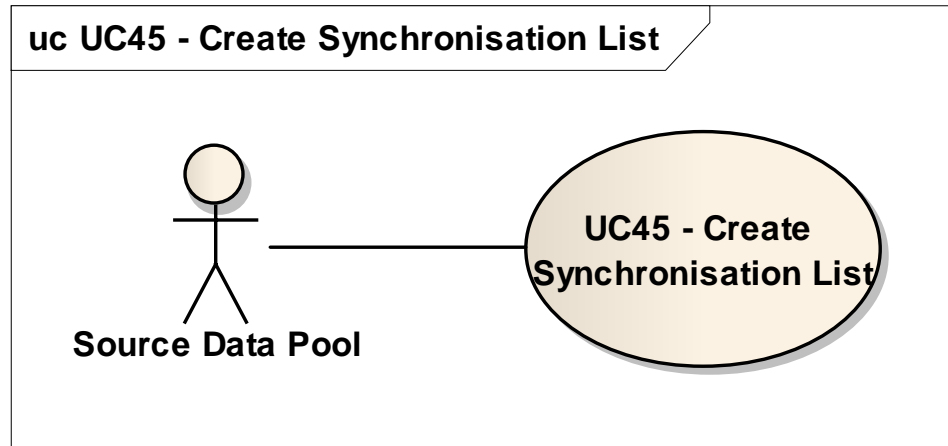 uc UC45 - Create Synchronisation List
UC45 - Create
Synchronisation List
Source Data Pool